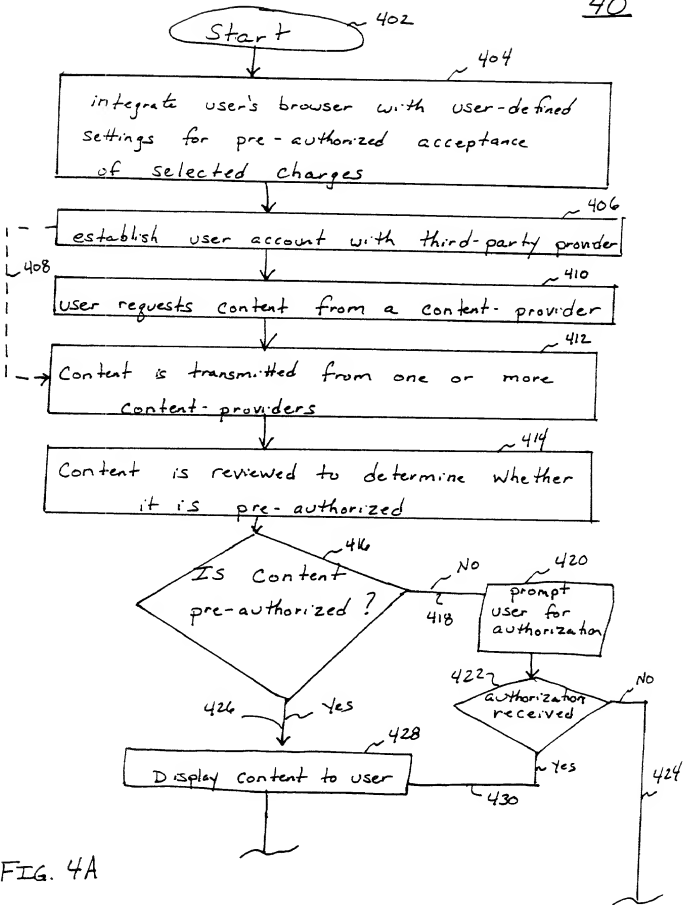 40
Start
402
404
integrate user's browser with user-defined
settings for pre-authorized acceptance
of selected charges
406
establish user account with third-party provider
408
410
user requests content from a content-provider
412
Content is transmitted from one or more
content-providers
414
Content is reviewed to determine whether
it is pre-authorized
416
Is Content
pre-authorized?
No
418
420
prompt
user for
authorization
422
authorization
received
No
424
426
Yes
428
Display content to user
Yes
430
FIG. 4A